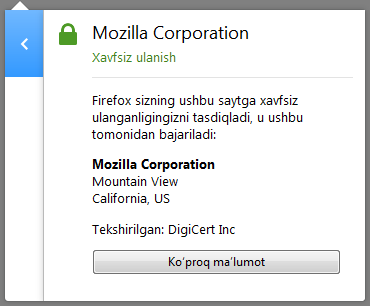 Mozilla Corporation
Xavfsiz ulanish
Firefox sizning ushbu saytga xavfsiz
ulanganligingizni tasdiqladi, u ushbu
tomonidan bajariladi:
Mozilla Corporation
Mountain View
California, US
Tekshirilgan: DigiCert Inc
Ko‘proq ma’lumot